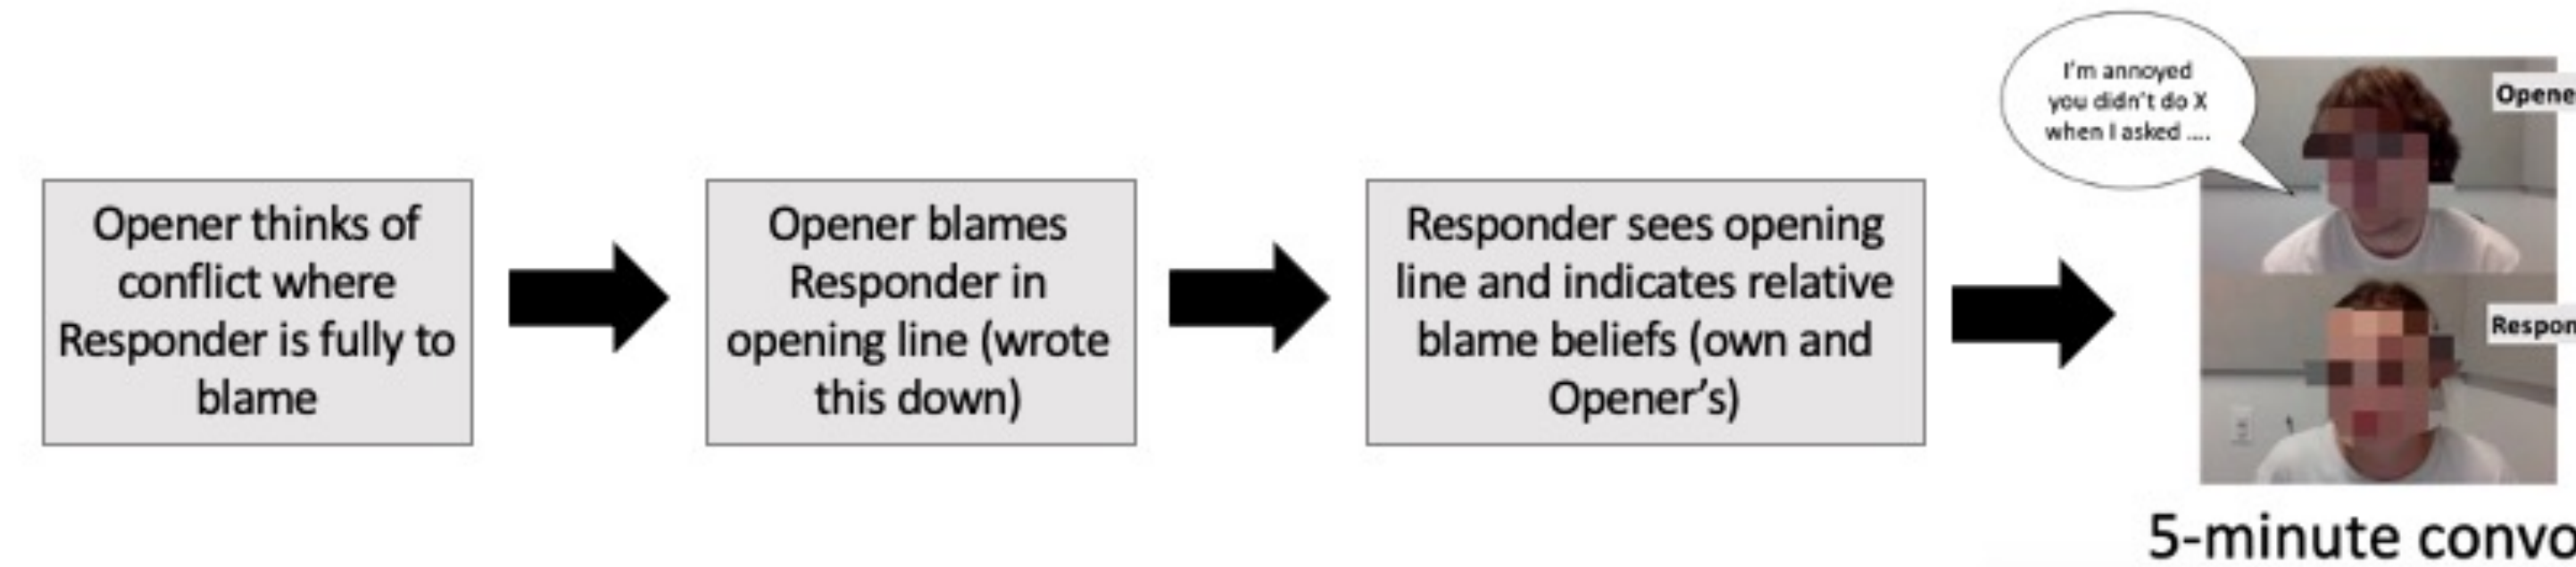 Opener thinks of
conflict where
Responder is fully to
blame
Opener blames
Responder in
opening line (wrote
this down)
Responder sees opening
line and indicates relative
blame beliefs (own and
Opener's)
I'm annoyed
you didn't do X
when I asked ....
Opene
Respon
5-minute convo